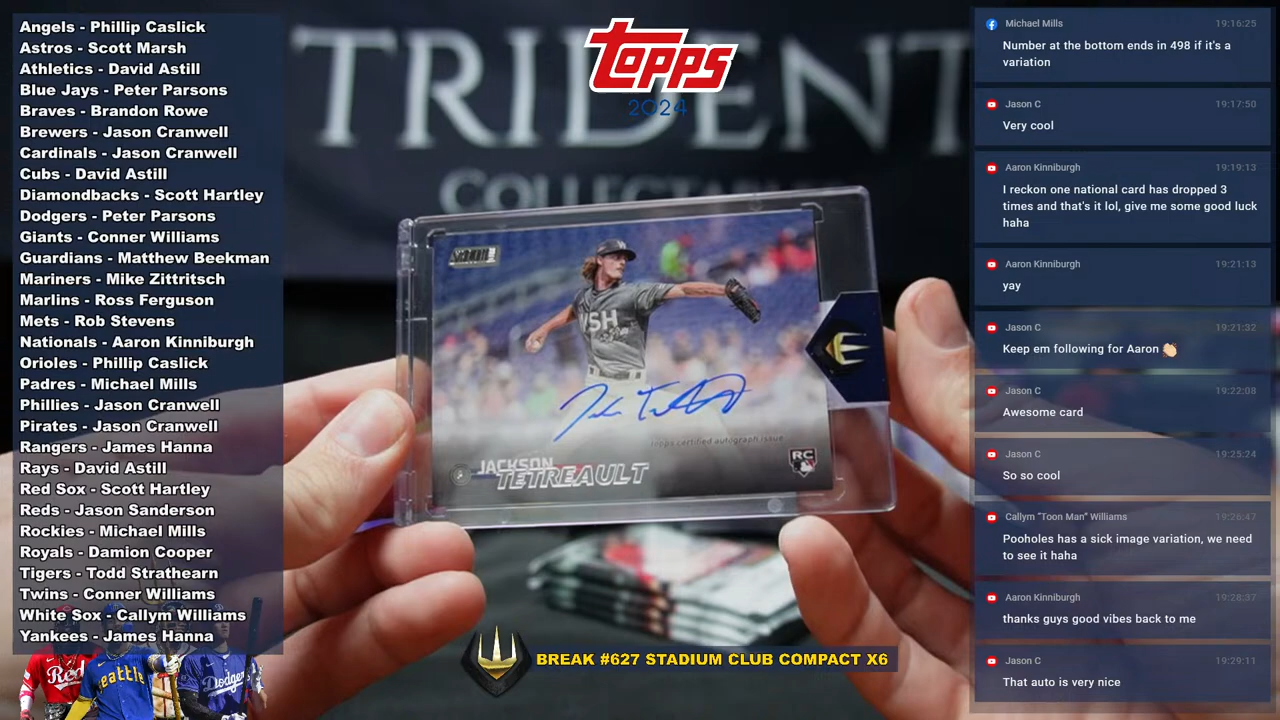 Angels - Phillip Caslick
Astros - Scott Marsh
Athletics - David Astill
Blue Jays - Peter Parsons
Braves - Brandon Rowe
Brewers - Jason Cranwell
Cardinals - Jason Cranwell
Cubs - David Astill
Diamondbacks - Scott Hartley
Dodgers - Peter Parsons
Giants - Conner Williams
Guardians - Matthew Beekman
Mariners - Mike Zittritsch
Marlins - Ross Ferguson
Mets - Rob Stevens
Nationals - Aaron Kinniburgh
Orioles - Phillip Caslick
Padres - Michael Mills
Phillies - Jason Cranwell
Pirates - Jason Cranwell
Rangers - James Hanna
Rays - David Astill
Red Sox - Scott Hartley
Reds - Jason Sanderson
Rockies - Michael Mills
Royals - Damion Cooper
Tigers - Todd Strathearn
Twins - Conner Williams
White Sox - Callym Williams
Yankees - James Hanna
Red
Seattle
Dodgers
TRIDENT
COLLECTABLES
topps
2024
WSH
topps certified autograph issue
JACKSON
TETREAULT
RC
BREAK #627 STADIUM CLUB COMPACT X6
Michael Mills 19:16:25
Number at the bottom ends in 498 if it's a
variation
Jason C 19:17:50
Very cool
Aaron Kinniburgh 19:19:13
I reckon one national card has dropped 3
times and that's it lol, give me some good luck
haha
Aaron Kinniburgh 19:21:13
yay
Jason C 19:21:32
Keep em following for Aaron 👏🏻
Jason C 19:22:08
Awesome card
Jason C 19:25:24
So so cool
Callym "Toon Man" Williams 19:26:47
Pooholes has a sick image variation, we need
to see it haha
Aaron Kinniburgh 19:28:37
thanks guys good vibes back to me
Jason C 19:29:11
That auto is very nice